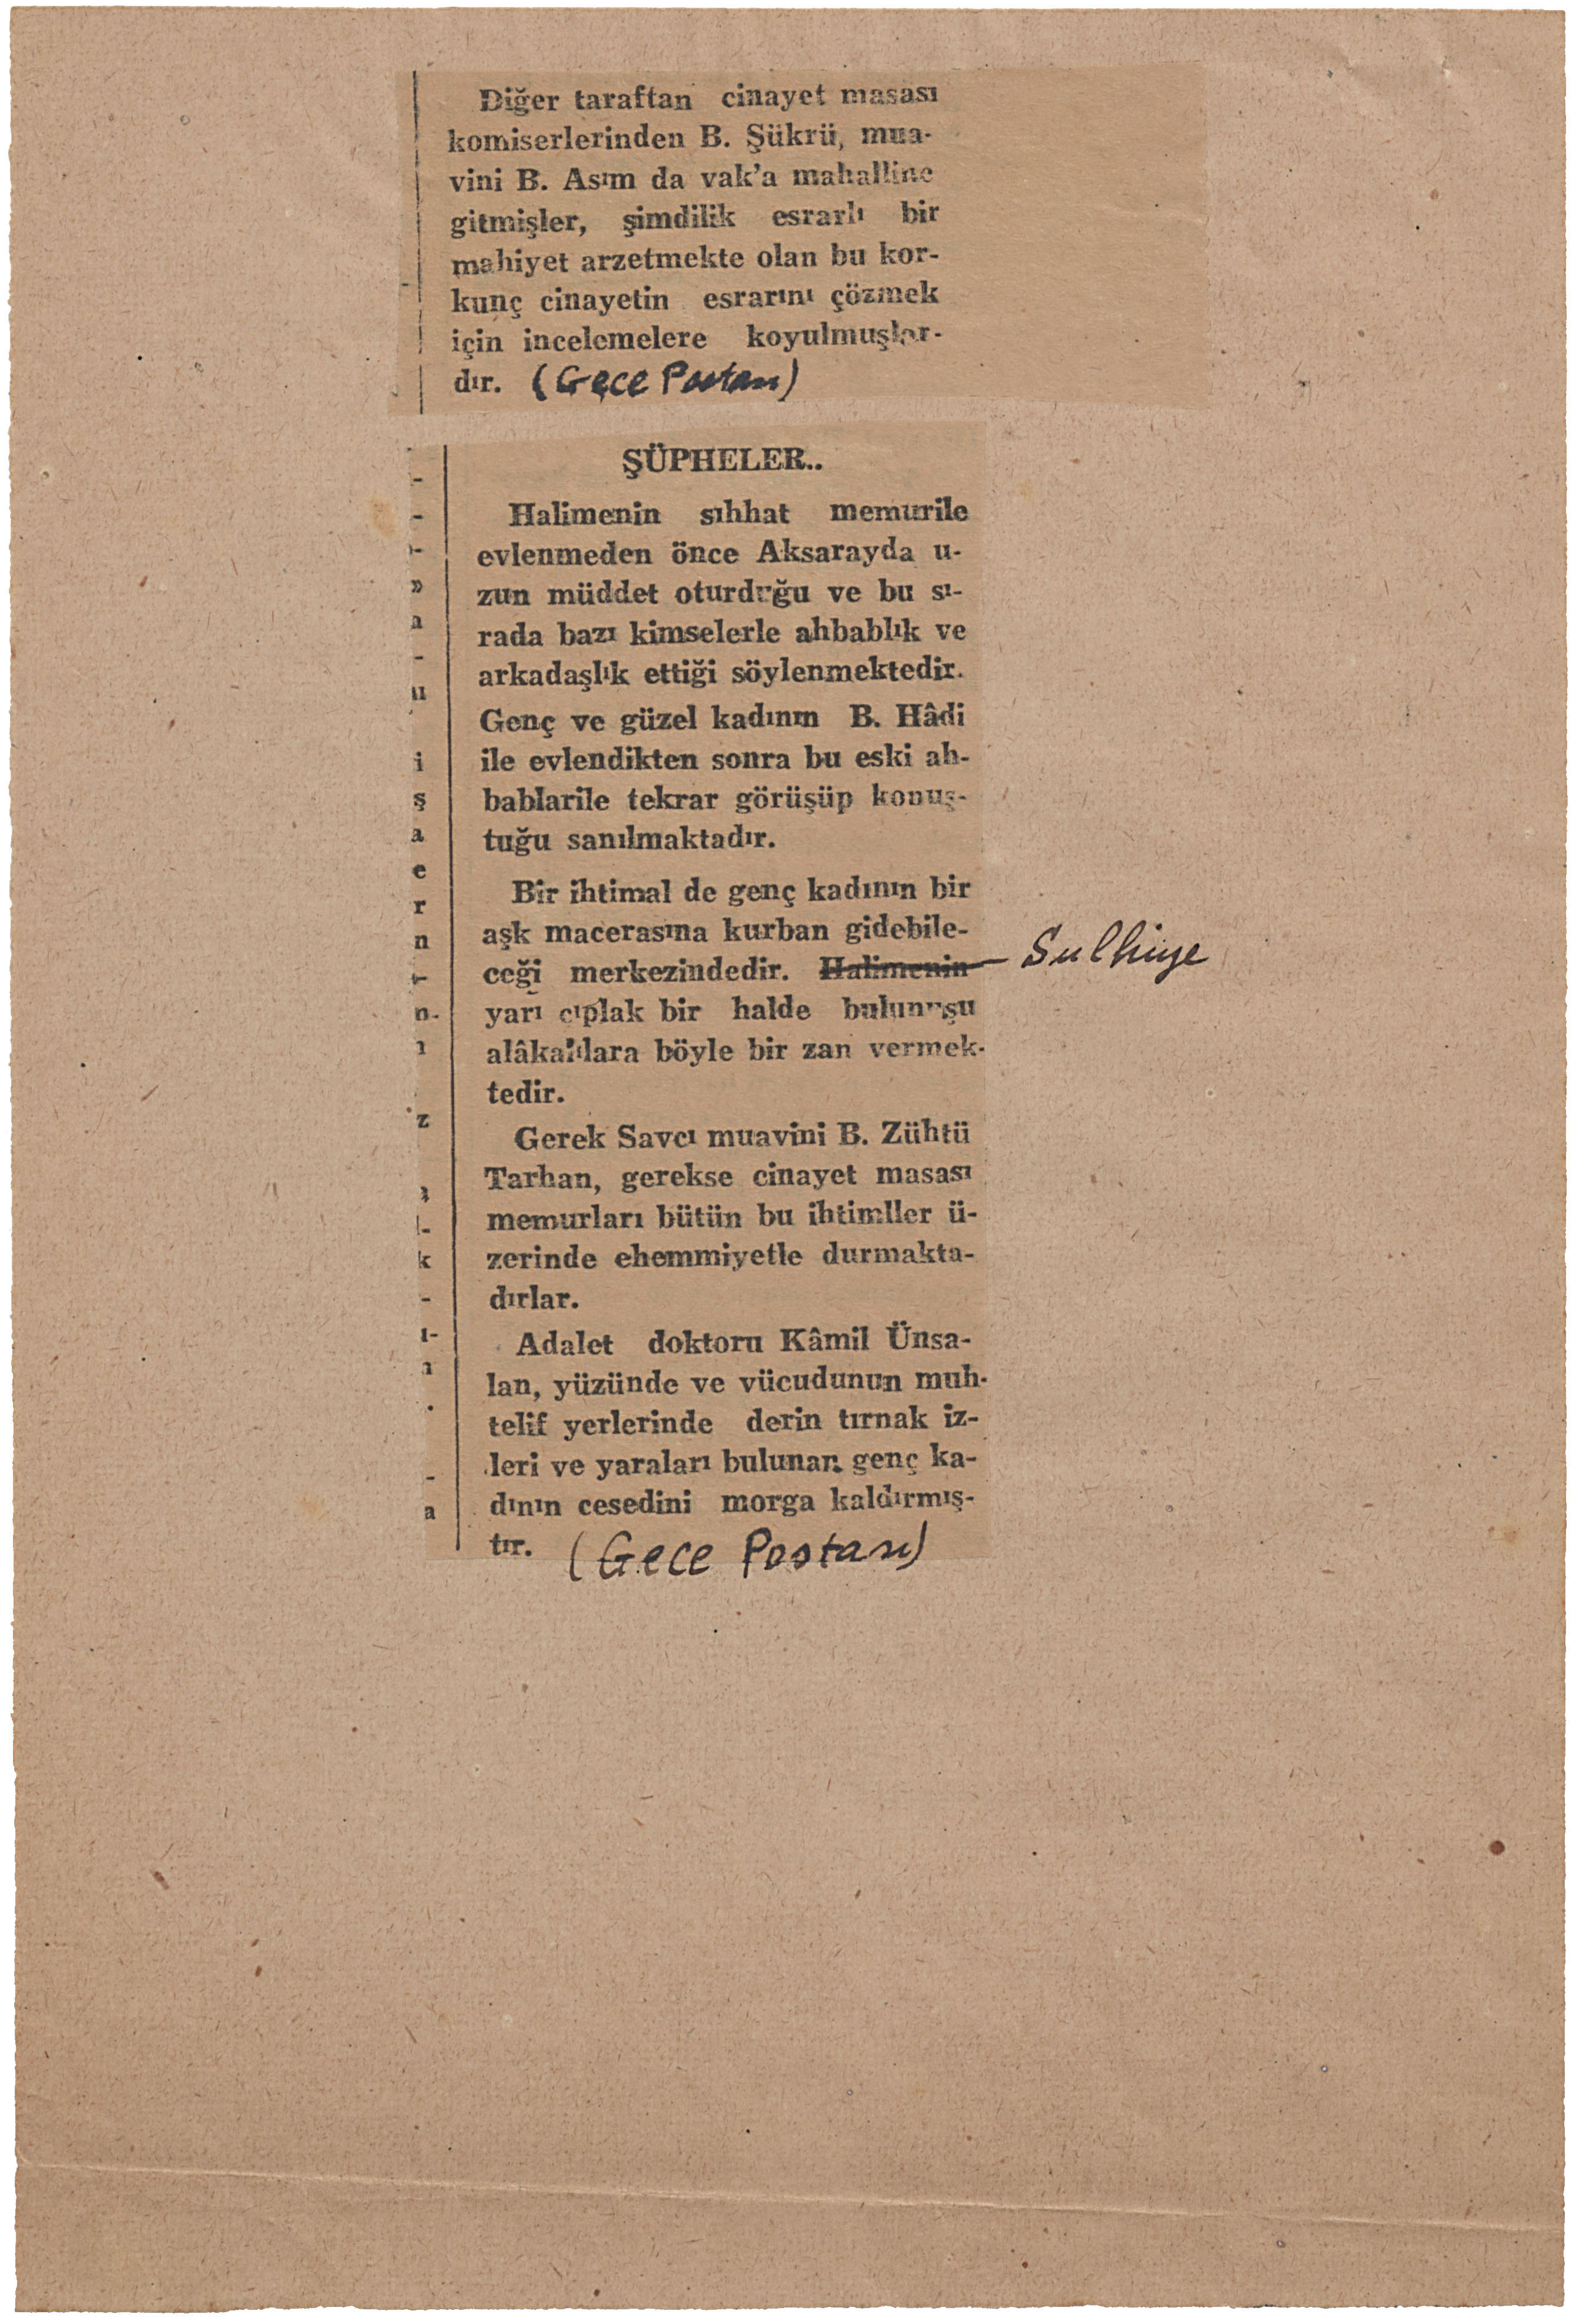 Diğer taraftan cinayet masası
komiserlerinden B. Şükrü, mua-
vini B. Asım da vak'a mahalline
gitmişler, şimdilik esrarlı bir
mahiyet arzetmekte olan bu kor-
kunç cinayetin esrarını çözmek
için incelemelere koyulmuşlar-
dır. (Gece Postası)
ŞÜPHELER..
Halimenin sıhhat memurile
evlenmeden önce Aksarayda u-
zun müddet oturduğu ve bu sı-
rada bazı kimselerle ahbablık ve
arkadaşlık ettiği söylenmektedir.
Genç ve güzel kadının B. Hâdi
ile evlendikten sonra bu eski ah-
bablarile tekrar görüşüp konuş-
tuğu sanılmaktadır.
Bir ihtimal de genç kadının bir
aşk macerasına kurban gidebile-
ceği merkezindedir. Halimenin Sulhiye
yarı çıplak bir halde bulunuşu
alâkalılara böyle bir zan vermek-
tedir.
Gerek Savcı muavini B. Zühtü
Tarhan, gerekse cinayet masası
memurları bütün bu ihtimller ü-
zerinde ehemmiyetle durmakta-
dırlar.
Adalet doktoru Kâmil Ünsa-
lan, yüzünde ve vücudunun muh-
telif yerlerinde derin tırnak iz-
leri ve yaraları bulunan genç ka-
dının cesedini morga kaldırmış-
tır. (Gece Postası)